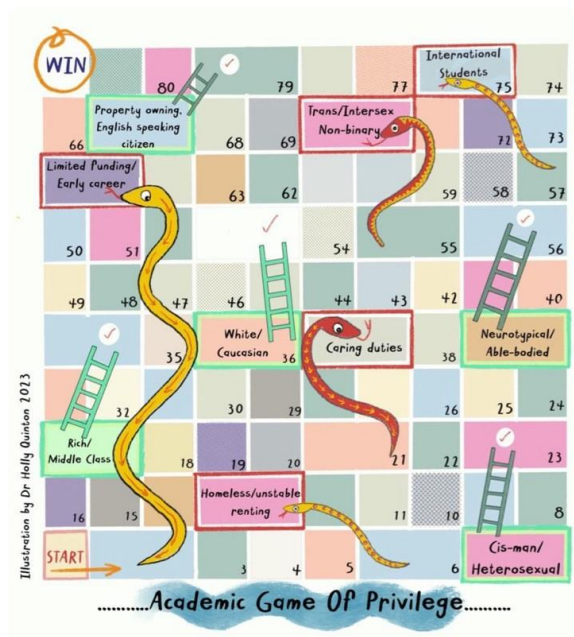 WIN
80
79
77
International
Students
75
74
66
Property owning.
English speaking
citizen
68
69
Trans/Intersex
Non-binary
72
73
Limited funding/
Early career
63
62
59
58
57
50
51
54
55
56
49
48
47
46
44
43
42
40
35
White/
Caucasian
36
Caring duties
38
Neurotypical/
Able-bodied
32
30
29
26
25
24
Rich/
Middle Class
18
19
20
21
22
23
16
15
Homeless/unstable
renting
11
10
8
START
3
4
5
6
Cis-man/
Heterosexual
..........Academic Game Of Privilege.......
Illustration by Dr Holly Quinton 2023